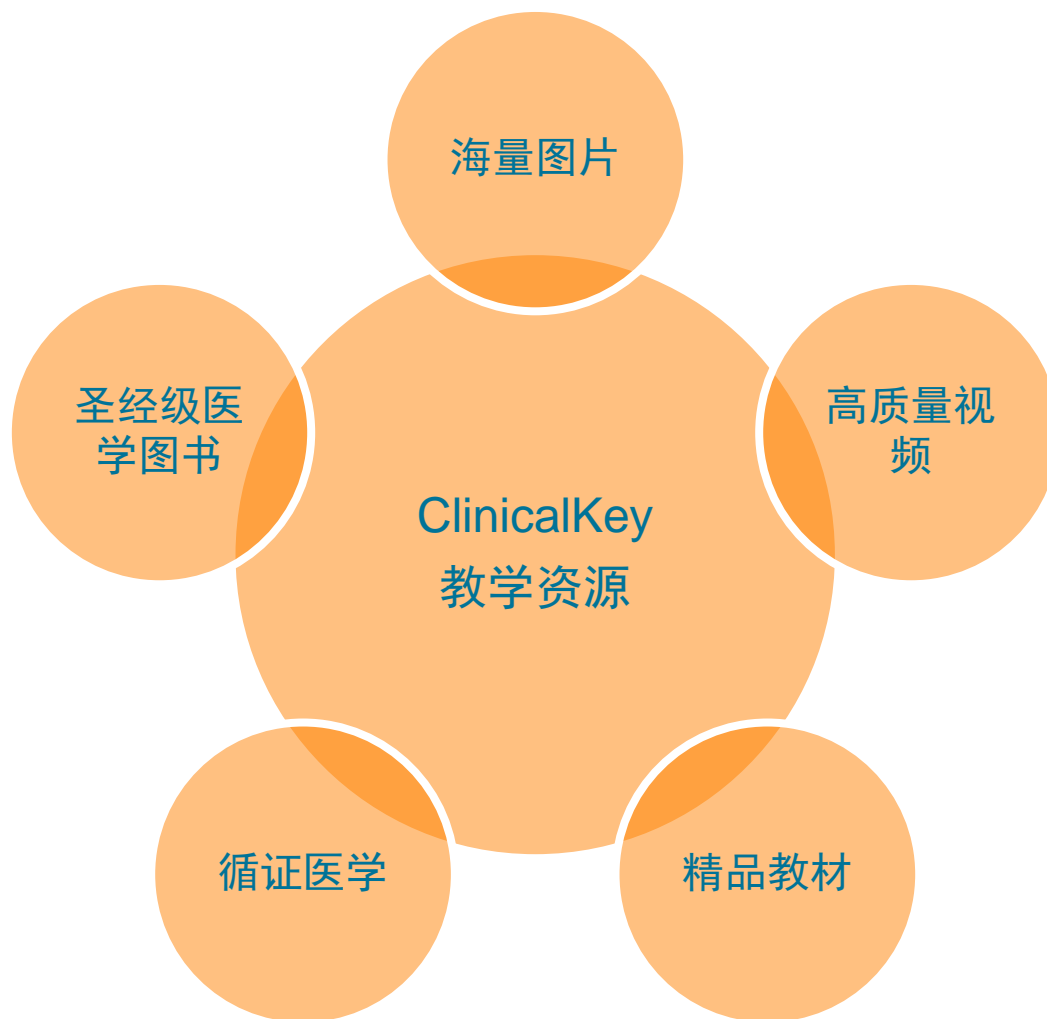 海量图片
圣经级医
学图书
高质量视
频
ClinicalKey
教学资源
循证医学
精品教材